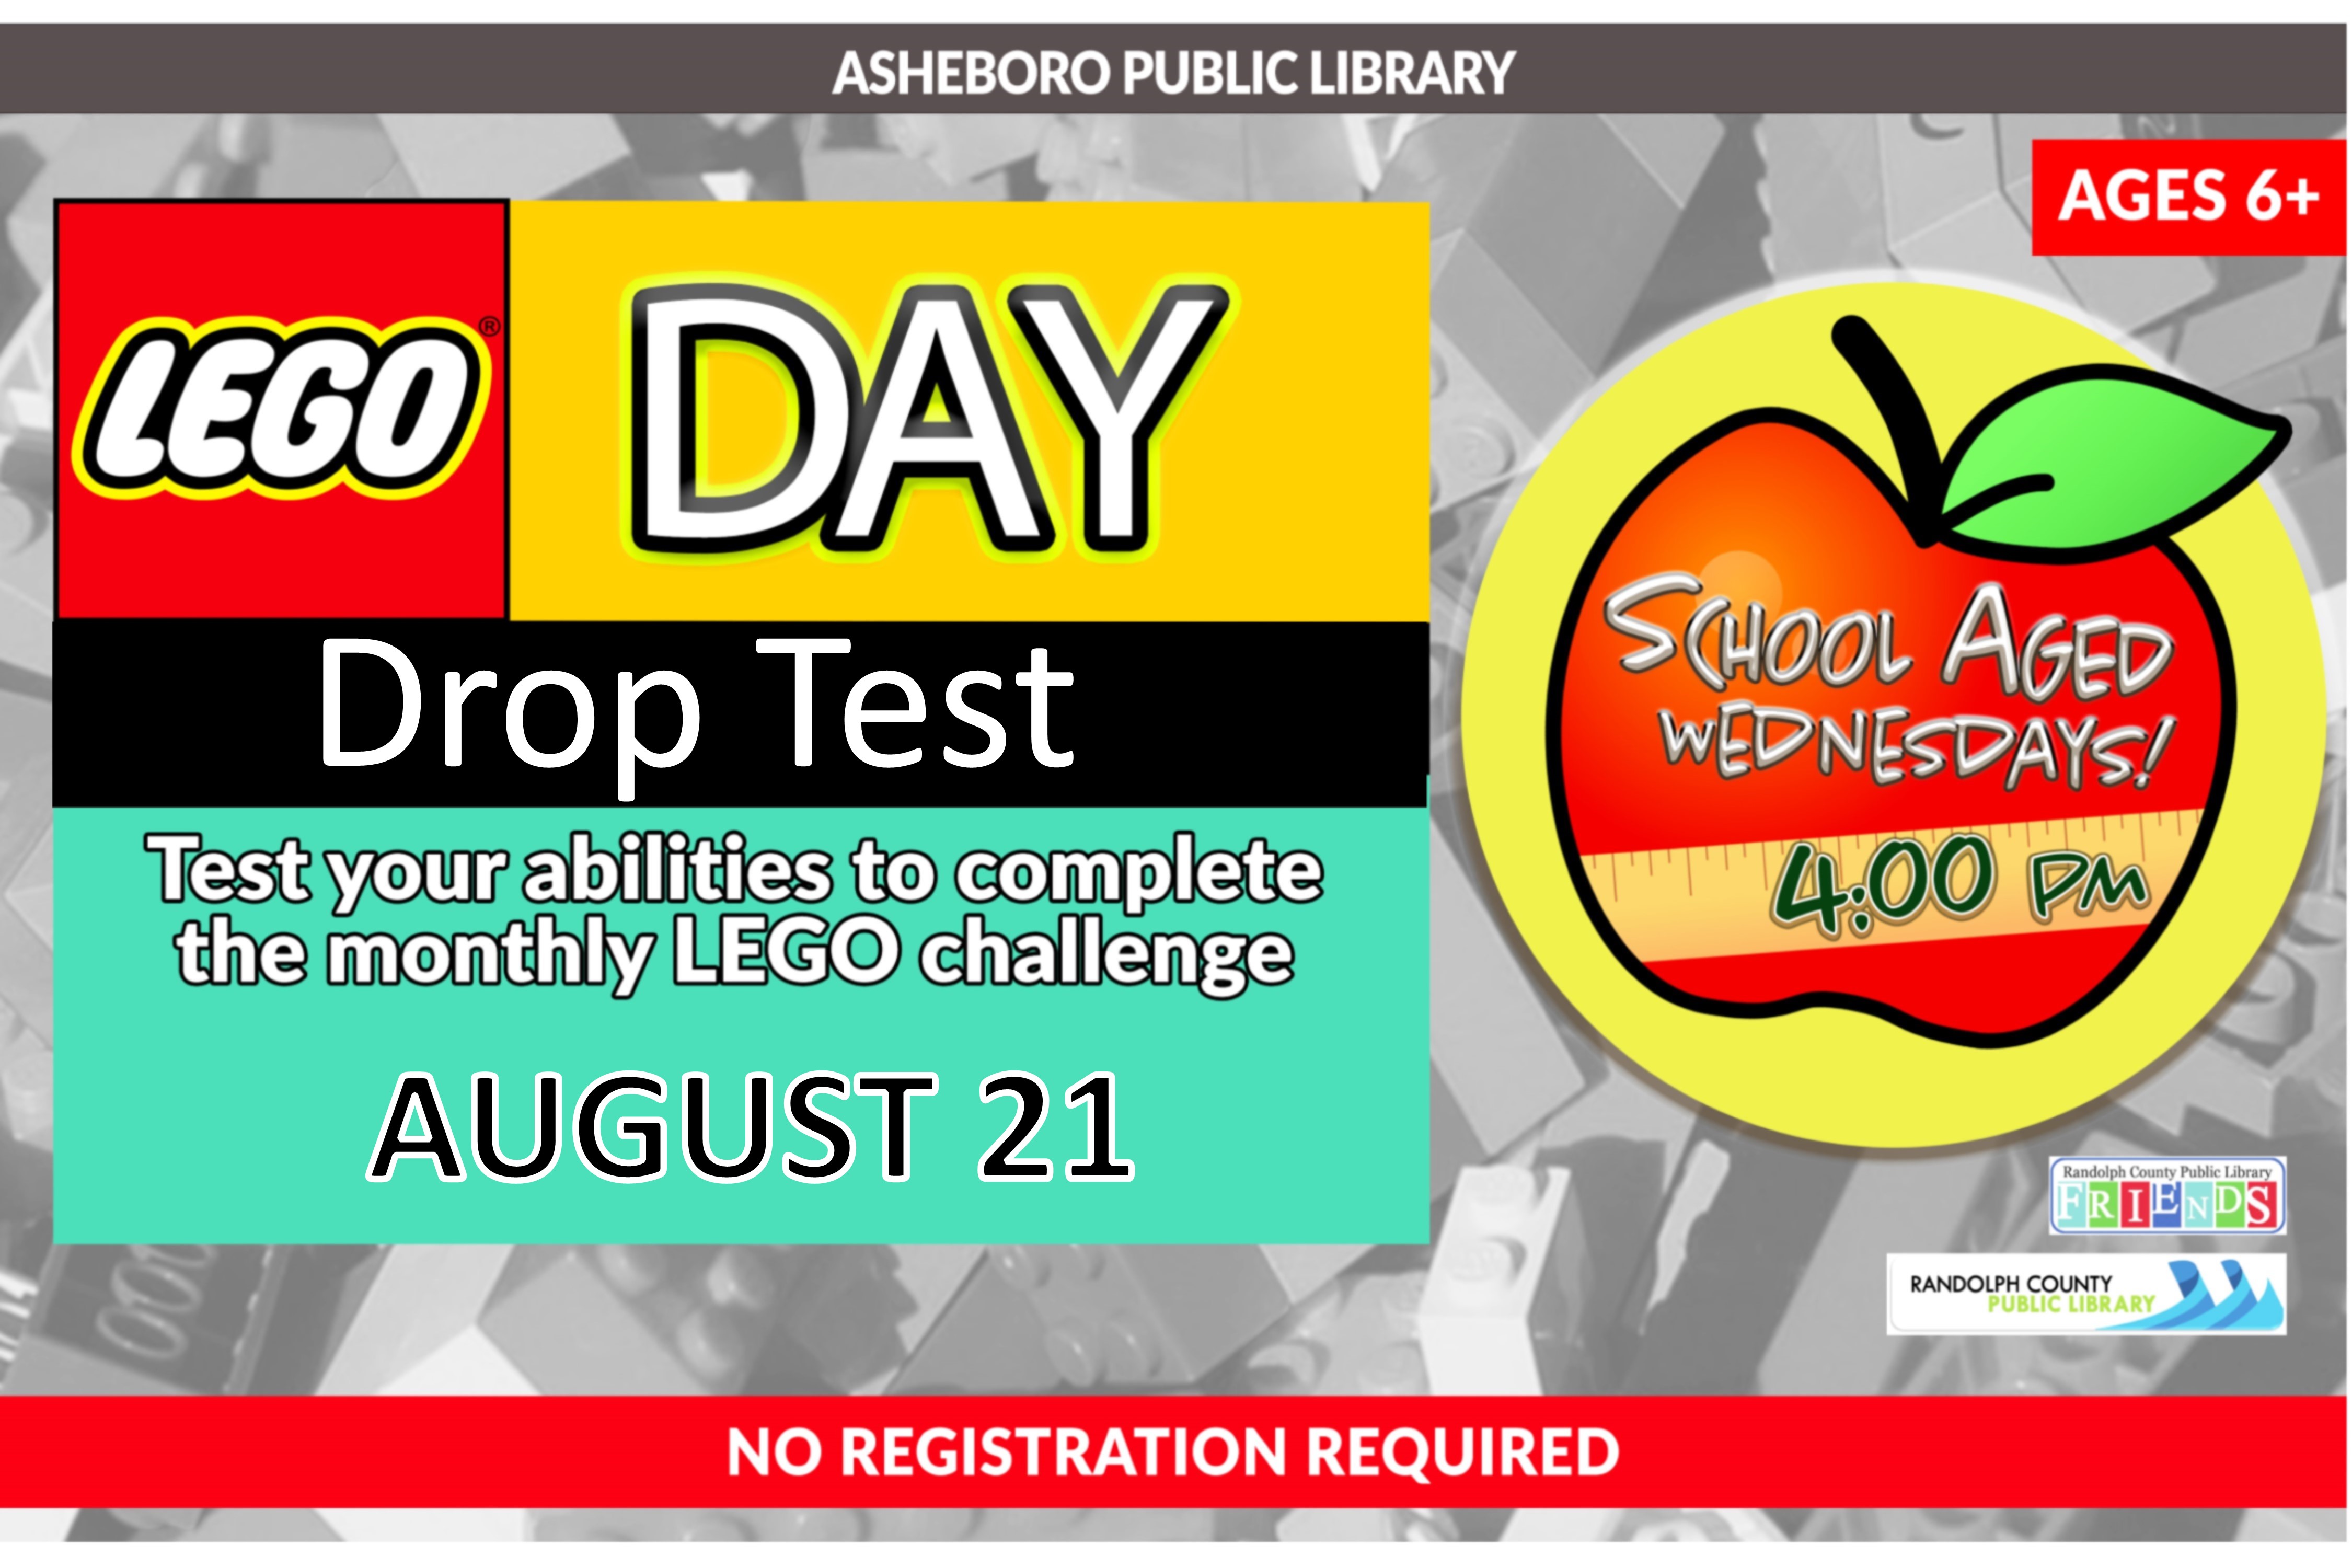 ASHEBORO PUBLIC LIBRARY
AGES 6+
LEGO®
DAY
Drop Test
Test your abilities to complete
the monthly LEGO challenge
AUGUST 21
SCHOOL AGED
WEDNESDAYS!
4:00 PM
Randolph County Public Library
FRIENDS
RANDOLPH COUNTY
PUBLIC LIBRARY
NO REGISTRATION REQUIRED